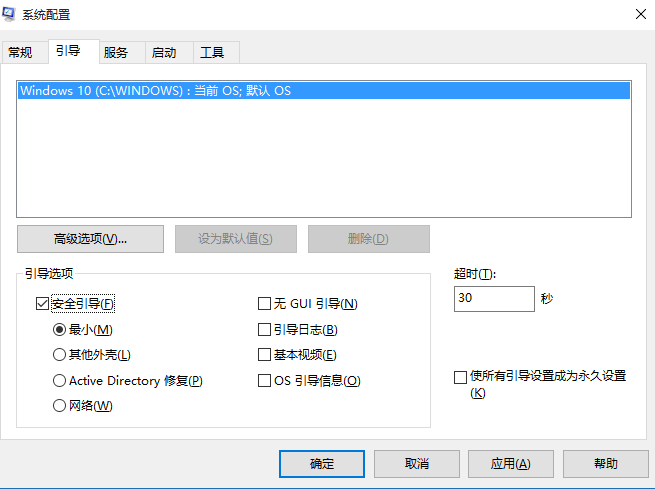 系统配置
常规 引导 服务 启动 工具
Windows 10 (C:\WINDOWS) : 当前 OS; 默认 OS
高级选项(V)... 设为默认值(S) 删除(D)
引导选项 超时(T):
安全引导(F) 无 GUI 引导(N) 30 秒
最小(M) 引导日志(B)
其他外壳(L) 基本视频(E)
Active Directory 修复(P) OS 引导信息(O) 使所有引导设置成为永久设置
(K)
网络(W)
确定 取消 应用(A) 帮助